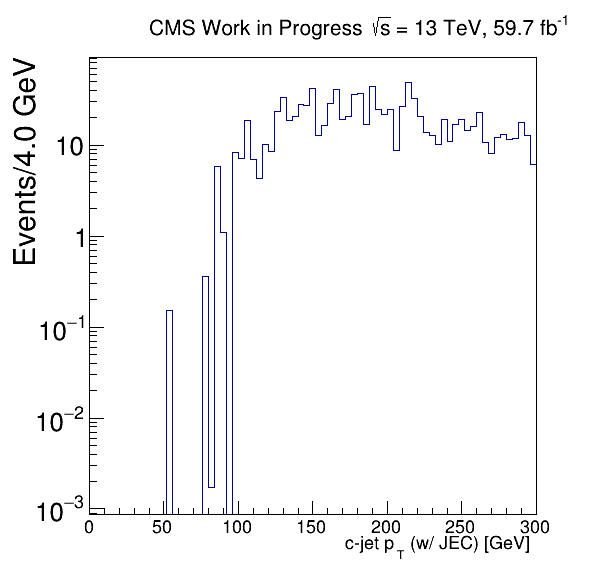 CMS Work in Progress √s = 13 TeV, 59.7 fb⁻¹
Events/4.0 GeV
10
1
10⁻¹
10⁻²
10⁻³
0 50 100 150 200 250 300
c-jet p_T (w/ JEC) [GeV]